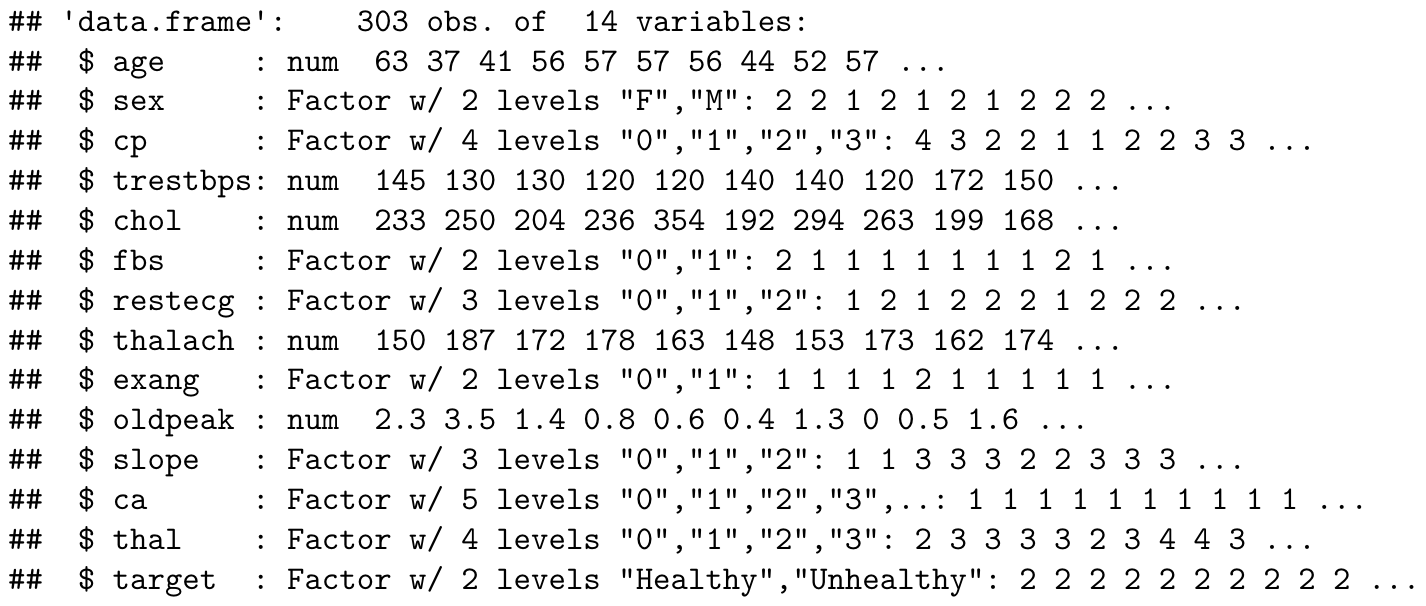 ## 'data.frame':    303 obs. of  14 variables:
##  $ age     : num  63 37 41 56 57 57 56 44 52 57 ...
##  $ sex     : Factor w/ 2 levels "F","M": 2 2 1 2 1 2 1 2 2 2 ...
##  $ cp      : Factor w/ 4 levels "0","1","2","3": 4 3 2 2 1 1 2 2 3 3 ...
##  $ trestbps: num  145 130 130 120 120 140 140 120 172 150 ...
##  $ chol    : num  233 250 204 236 354 192 294 263 199 168 ...
##  $ fbs     : Factor w/ 2 levels "0","1": 2 1 1 1 1 1 1 1 2 1 ...
##  $ restecg : Factor w/ 3 levels "0","1","2": 1 2 1 2 2 2 1 2 2 2 ...
##  $ thalach : num  150 187 172 178 163 148 153 173 162 174 ...
##  $ exang   : Factor w/ 2 levels "0","1": 1 1 1 1 2 1 1 1 1 1 ...
##  $ oldpeak : num  2.3 3.5 1.4 0.8 0.6 0.4 1.3 0 0.5 1.6 ...
##  $ slope   : Factor w/ 3 levels "0","1","2": 1 1 3 3 3 2 2 3 3 3 ...
##  $ ca      : Factor w/ 5 levels "0","1","2","3",..: 1 1 1 1 1 1 1 1 1 1 ...
##  $ thal    : Factor w/ 4 levels "0","1","2","3": 2 3 3 3 3 2 3 4 4 3 ...
##  $ target  : Factor w/ 2 levels "Healthy","Unhealthy": 2 2 2 2 2 2 2 2 2 2 ...